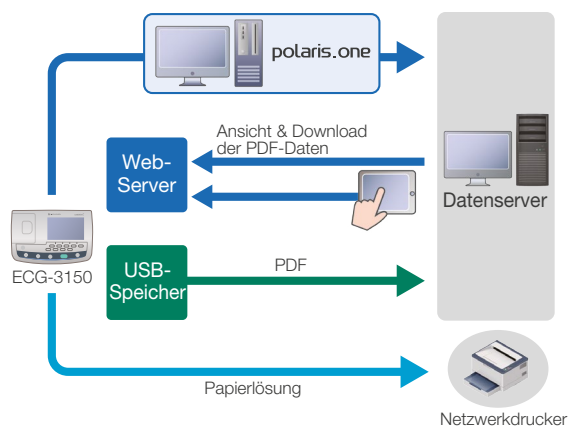 polaris.one
Ansicht & Download
der PDF-Daten
Web-
Server
Datenserver
ECG-3150
USB-
Speicher
PDF
Papierlösung
Netzwerkdrucker